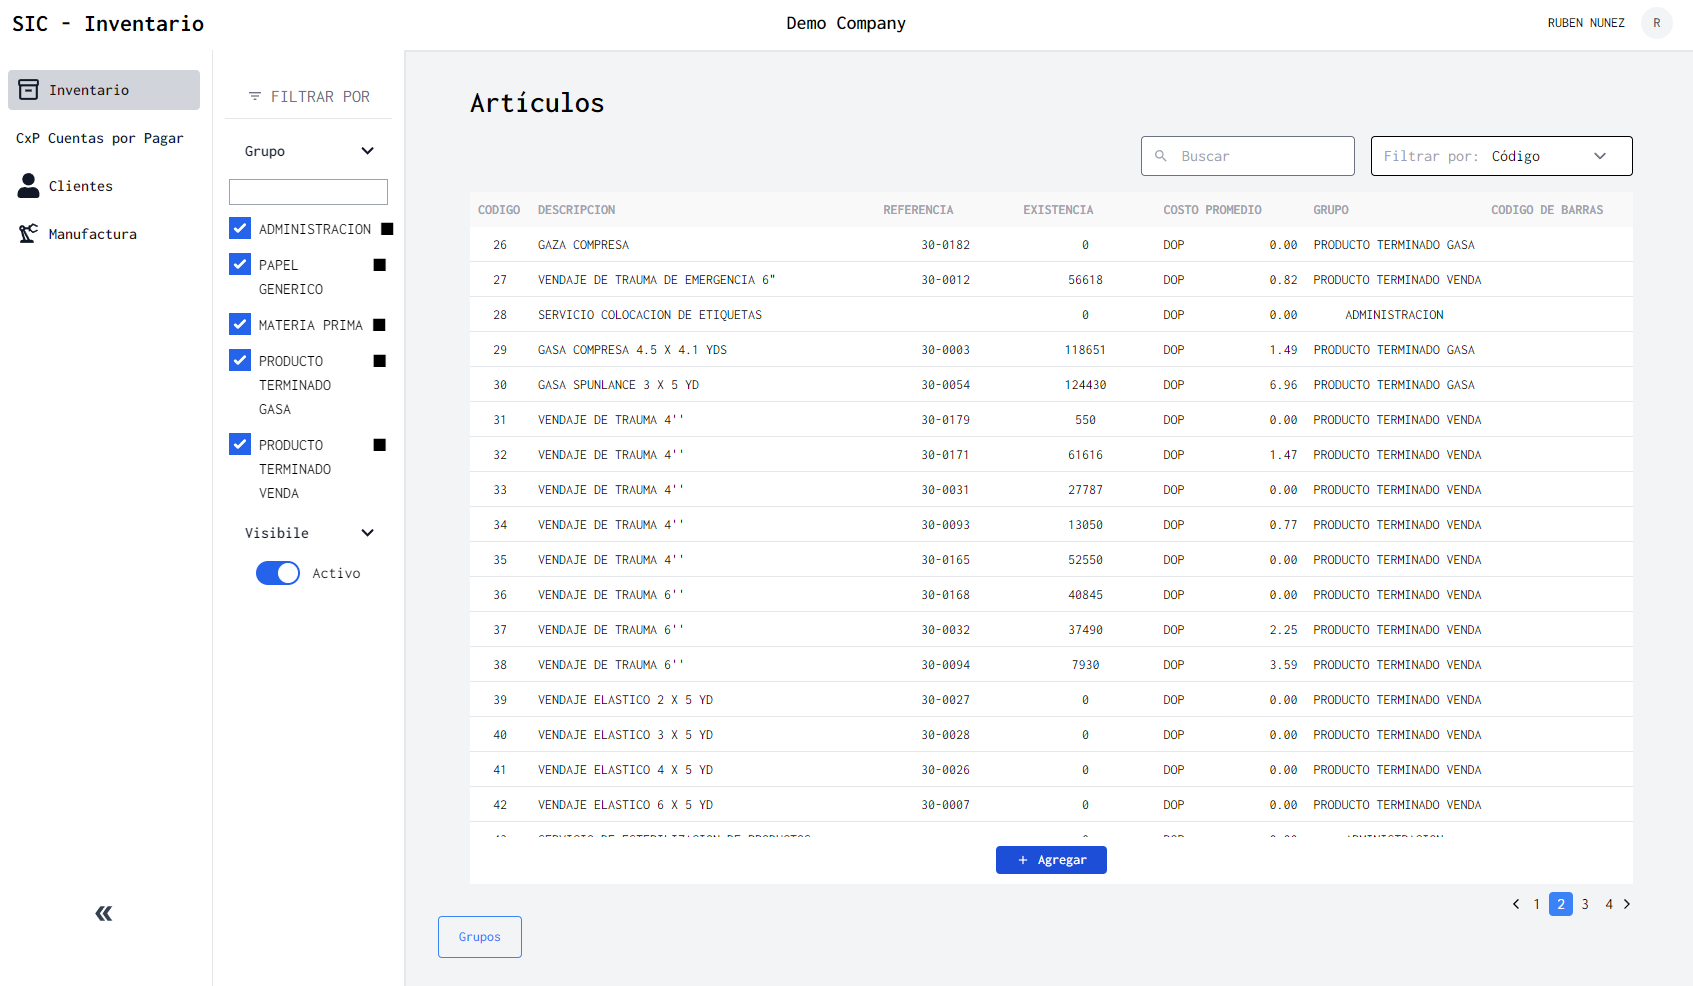 SIC - Inventario
Demo Company
RUBEN NUNEZ R
Inventario
CxP Cuentas por Pagar
Clientes
Manufactura
FILTRAR POR
Grupo
ADMINISTRACION
PAPEL
GENERICO
MATERIA PRIMA
PRODUCTO
TERMINADO
GASA
PRODUCTO
TERMINADO
VENDA
Visibile
Activo
Artículos
Buscar
Filtrar por: Código
CODIGO DESCRIPCION REFERENCIA EXISTENCIA COSTO PROMEDIO GRUPO CODIGO DE BARRAS
26 GAZA COMPRESA 30-0182 0 DOP 0.00 PRODUCTO TERMINADO GASA
27 VENDAJE DE TRAUMA DE EMERGENCIA 6" 30-0012 56618 DOP 0.82 PRODUCTO TERMINADO VENDA
28 SERVICIO COLOCACION DE ETIQUETAS 0 DOP 0.00 ADMINISTRACION
29 GASA COMPRESA 4.5 X 4.1 YDS 30-0003 118651 DOP 1.49 PRODUCTO TERMINADO GASA
30 GASA SPUNLANCE 3 X 5 YD 30-0054 124430 DOP 6.96 PRODUCTO TERMINADO GASA
31 VENDAJE DE TRAUMA 4'' 30-0179 550 DOP 0.00 PRODUCTO TERMINADO VENDA
32 VENDAJE DE TRAUMA 4'' 30-0171 61616 DOP 1.47 PRODUCTO TERMINADO VENDA
33 VENDAJE DE TRAUMA 4'' 30-0031 27787 DOP 0.00 PRODUCTO TERMINADO VENDA
34 VENDAJE DE TRAUMA 4'' 30-0093 13050 DOP 0.77 PRODUCTO TERMINADO VENDA
35 VENDAJE DE TRAUMA 4'' 30-0165 52550 DOP 0.00 PRODUCTO TERMINADO VENDA
36 VENDAJE DE TRAUMA 6'' 30-0168 40845 DOP 0.00 PRODUCTO TERMINADO VENDA
37 VENDAJE DE TRAUMA 6'' 30-0032 37490 DOP 2.25 PRODUCTO TERMINADO VENDA
38 VENDAJE DE TRAUMA 6'' 30-0094 7930 DOP 3.59 PRODUCTO TERMINADO VENDA
39 VENDAJE ELASTICO 2 X 5 YD 30-0027 0 DOP 0.00 PRODUCTO TERMINADO VENDA
40 VENDAJE ELASTICO 3 X 5 YD 30-0028 0 DOP 0.00 PRODUCTO TERMINADO VENDA
41 VENDAJE ELASTICO 4 X 5 YD 30-0026 0 DOP 0.00 PRODUCTO TERMINADO VENDA
42 VENDAJE ELASTICO 6 X 5 YD 30-0007 0 DOP 0.00 PRODUCTO TERMINADO VENDA
+ Agregar
1 2 3 4
Grupos